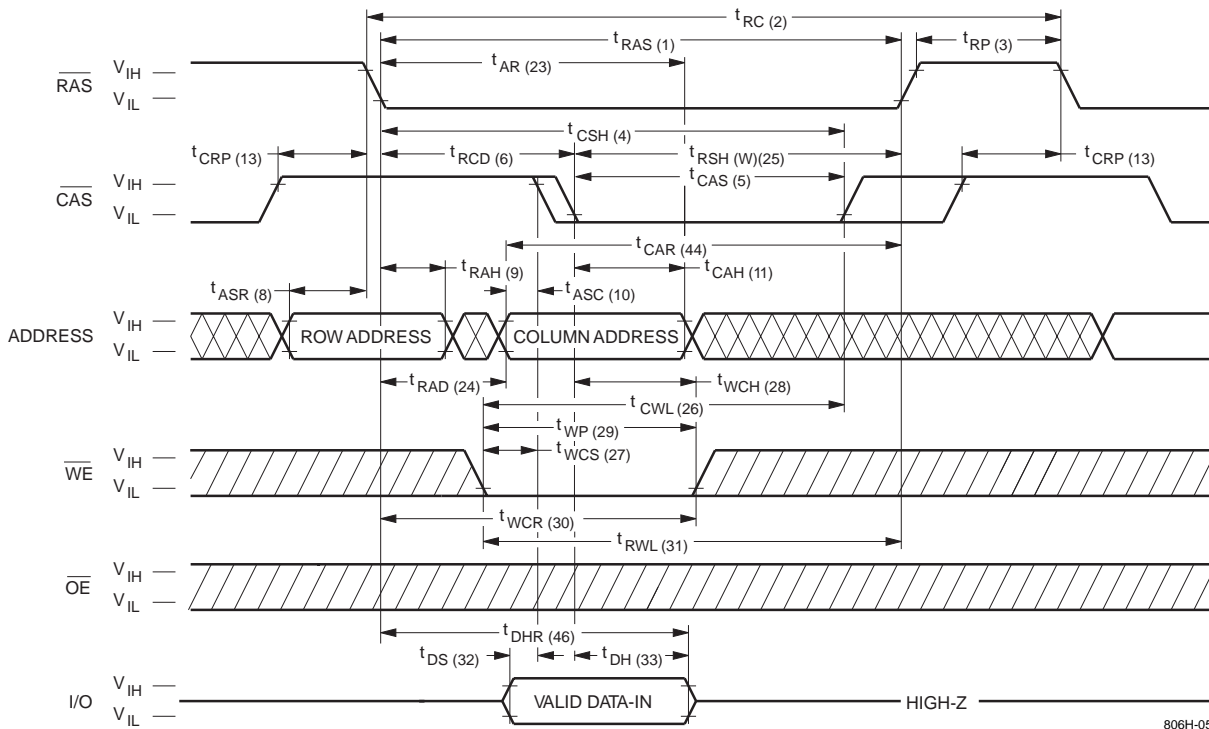 t RC (2)
t RAS (1)
t RP (3)
t AR (23)
RAS
V IH
V IL
t CSH (4)
t CRP (13)
t RCD (6)
t RSH (W)(25)
t CRP (13)
t CAS (5)
CAS
V IH
V IL
t CAR (44)
t RAH (9)
t CAH (11)
t ASR (8)
t ASC (10)
ADDRESS
V IH
V IL
ROW ADDRESS
COLUMN ADDRESS
t RAD (24)
t WCH (28)
t CWL (26)
t WP (29)
t WCS (27)
WE
V IH
V IL
t WCR (30)
t RWL (31)
OE
V IH
V IL
t DHR (46)
t DS (32)
t DH (33)
I/O
V IH
V IL
VALID DATA-IN
HIGH-Z
806H-05